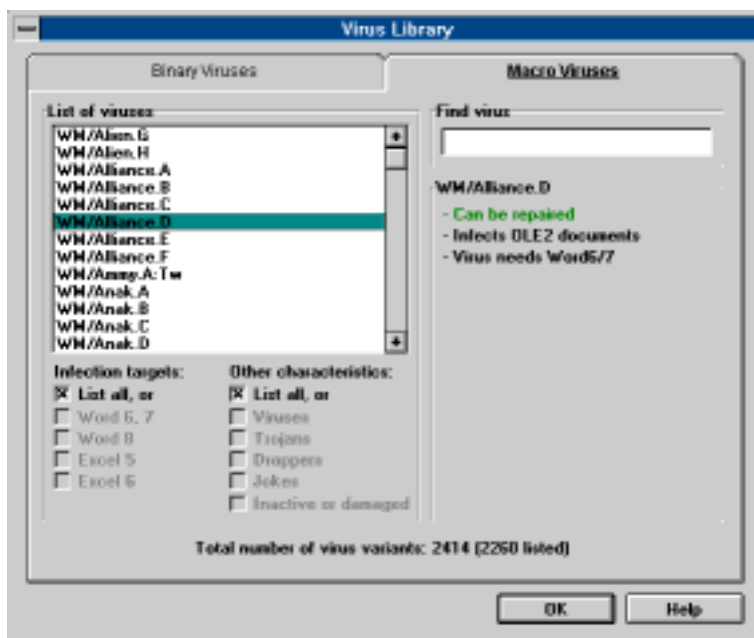 Virus Library
Binary Viruses
Macro Viruses
List of viruses
WM/Alien.G
WM/Alien.H
WM/Alliance.A
WM/Alliance.B
WM/Alliance.C
WM/Alliance.D
WM/Alliance.E
WM/Alliance.F
WM/Ammy.A:Tw
WM/Anak.A
WM/Anak.B
WM/Anak.C
WM/Anak.D
Find virus
WM/Alliance.D
- Can be repaired
- Infects OLE2 documents
- Virus needs Word6/7
Infection targets:
List all, or
Word 6, 7
Word 8
Excel 5
Excel 6
Other characteristics:
List all, or
Viruses
Trojans
Droppers
Jokes
Inactive or damaged
Total number of virus variants: 2414 (2260 listed)
OK
Help